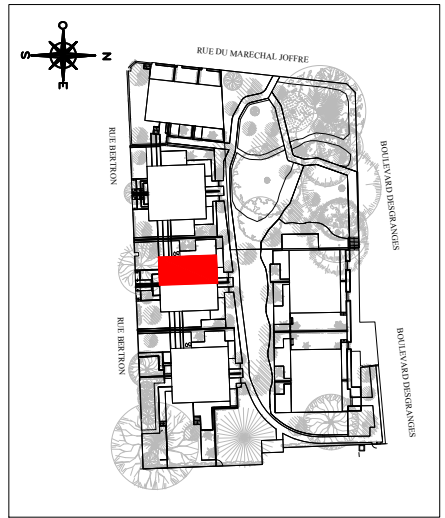 O
S
N
E
RUE DU MARECHAL JOFFRE
RUE BERTRON
BOULEVARD DESGRANGES
RUE BERTRON
BOULEVARD DESGRANGES